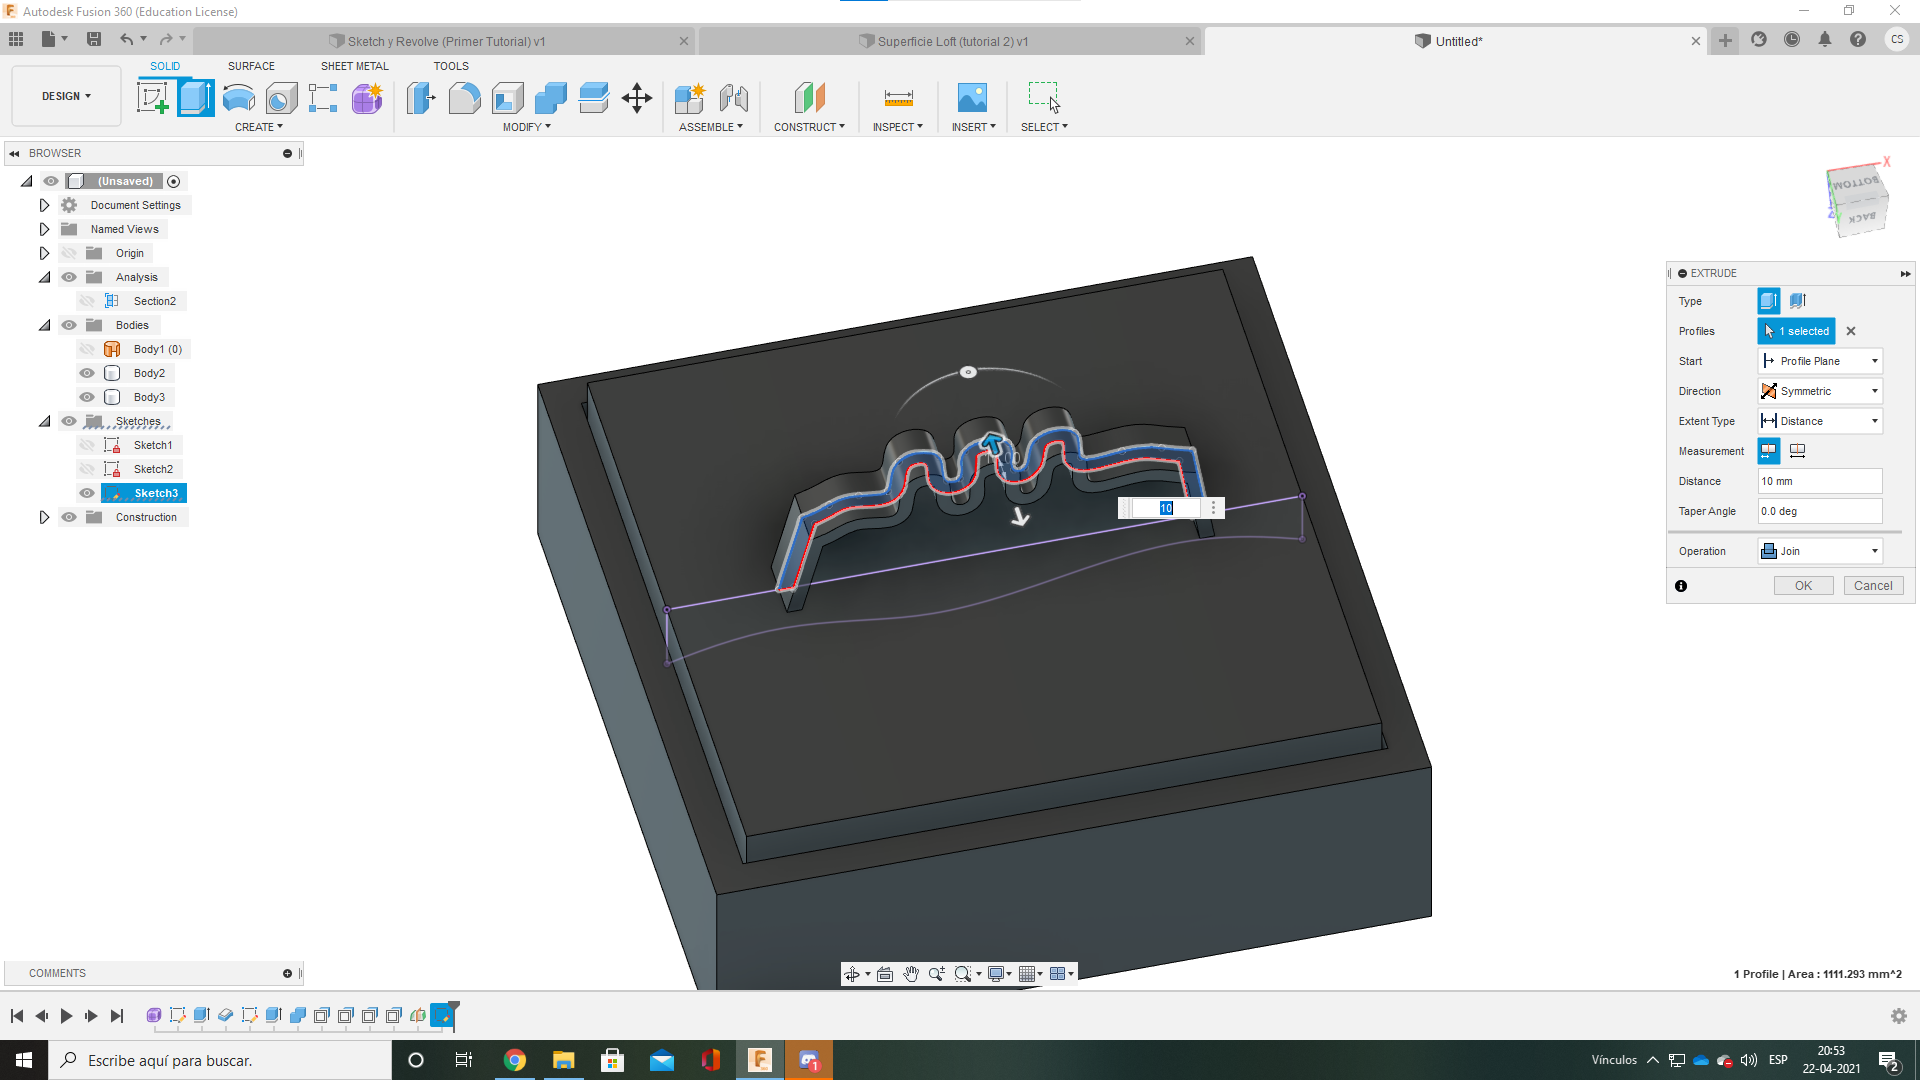 Autodesk Fusion 360 (Education License)
Sketch y Revolve (Primer Tutorial) v1
Superficie Loft (tutorial 2) v1
Untitled*
CS
DESIGN
SOLID
SURFACE
SHEET METAL
TOOLS
CREATE
MODIFY
ASSEMBLE
CONSTRUCT
INSPECT
INSERT
SELECT
BROWSER
(Unsaved)
Document Settings
Named Views
Origin
Analysis
Section2
Bodies
Body1 (0)
Body2
Body3
Sketches
Sketch1
Sketch2
Sketch3
Construction
X
BOTTOM
BACK
10
EXTRUDE
Type
Profiles 1 selected
Start Profile Plane
Direction Symmetric
Extent Type Distance
Measurement
Distance 10 mm
Taper Angle 0.0 deg
Operation Join
OK Cancel
COMMENTS
1 Profile | Area : 1111.293 mm^2
Escribe aquí para buscar.
1
Vínculos
ESP
20:53
22-04-2021
2